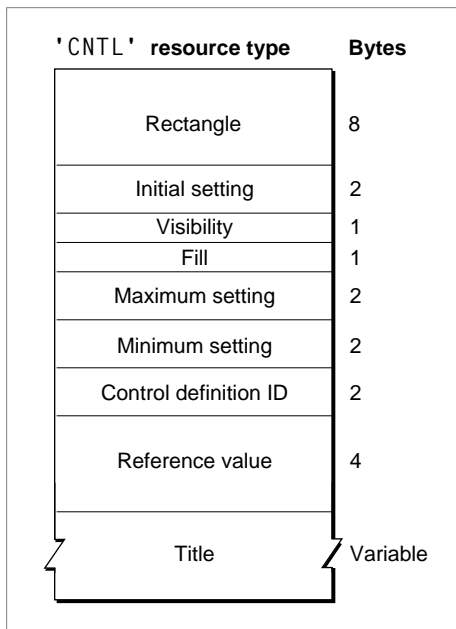 'CNTL' resource type Bytes
Rectangle 8
Initial setting 2
Visibility 1
Fill 1
Maximum setting 2
Minimum setting 2
Control definition ID 2
Reference value 4
Title Variable